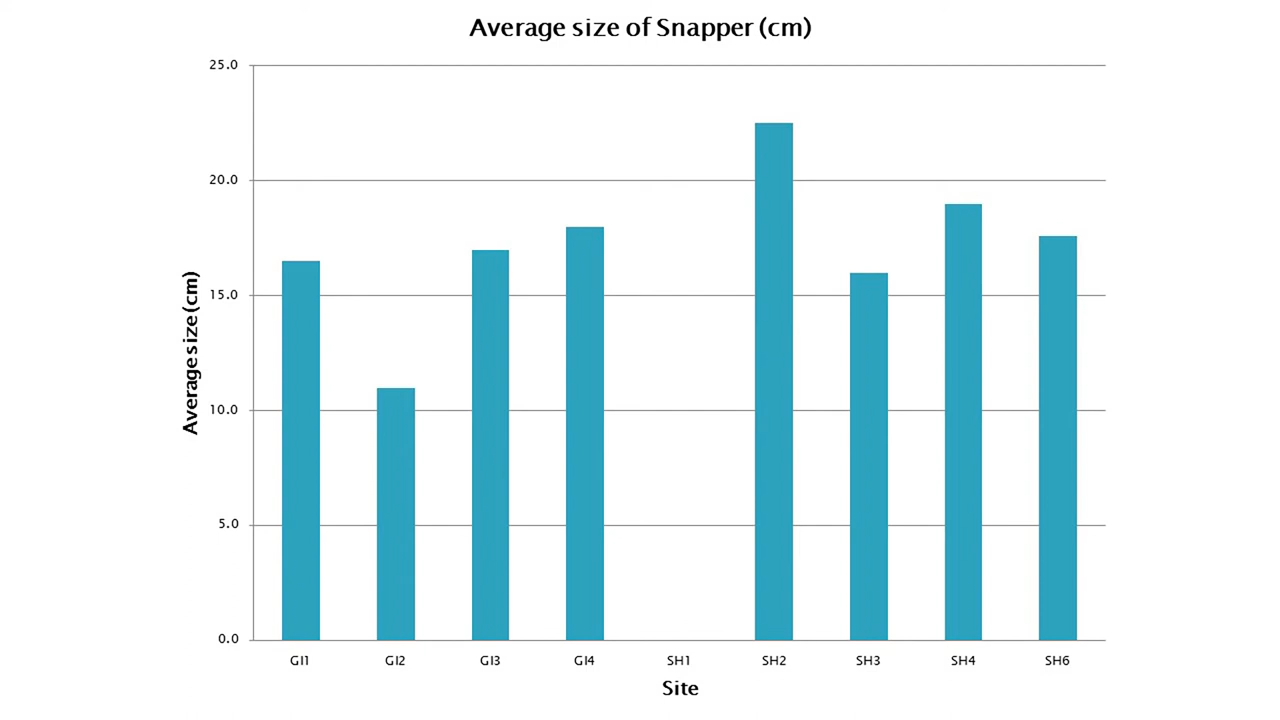 Average size of Snapper (cm)
25.0
20.0
15.0
10.0
5.0
0.0
Average size (cm)
GI1 GI2 GI3 GI4 SH1 SH2 SH3 SH4 SH6
Site